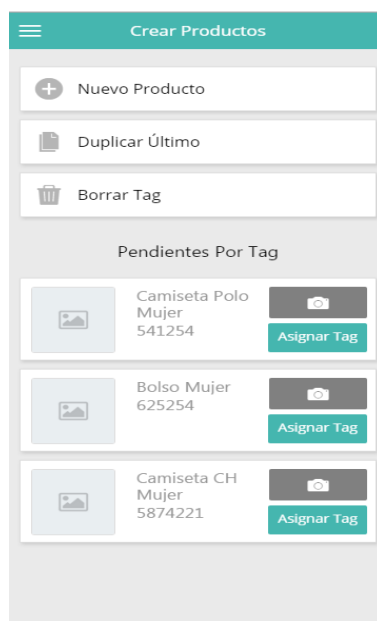 Crear Productos
Nuevo Producto
Duplicar Último
Borrar Tag
Pendientes Por Tag
Camiseta Polo
Mujer
541254
Asignar Tag
Bolso Mujer
625254
Asignar Tag
Camiseta CH
Mujer
5874221
Asignar Tag